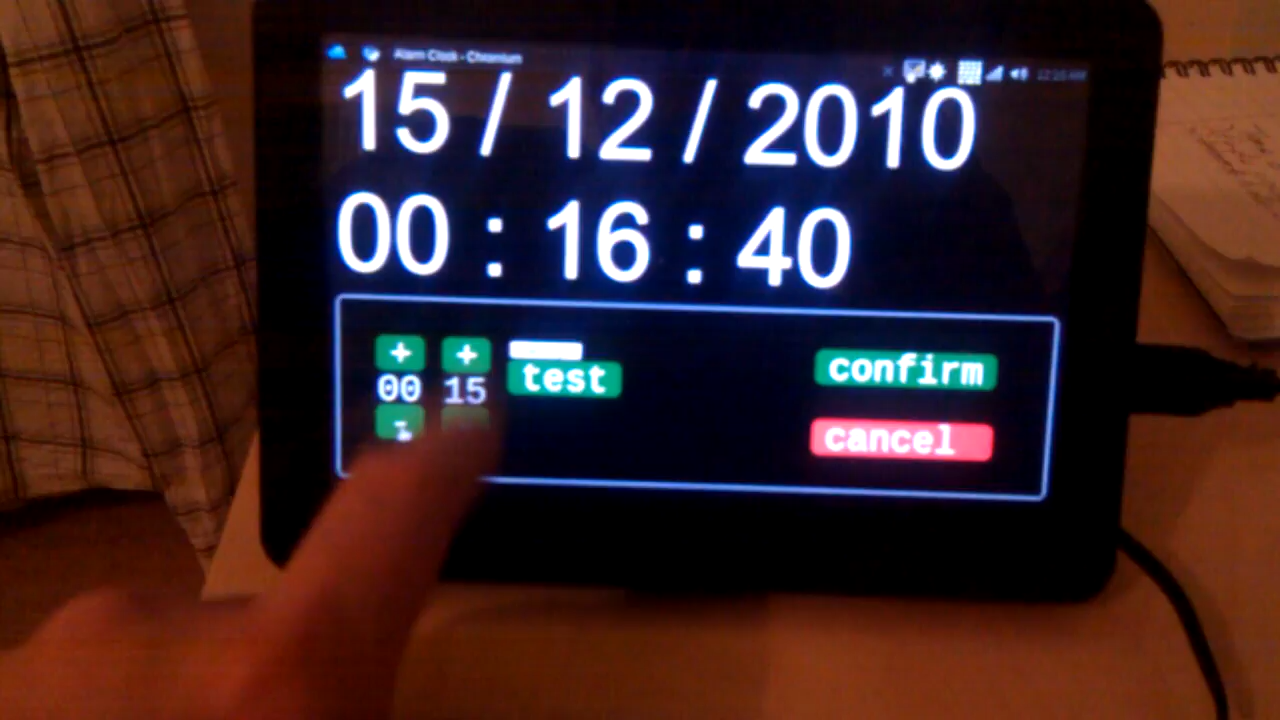 Alarm Clock - Chromium
15 / 12 / 2010
00 : 16 : 40
+ +
test
confirm
00 15
-
cancel